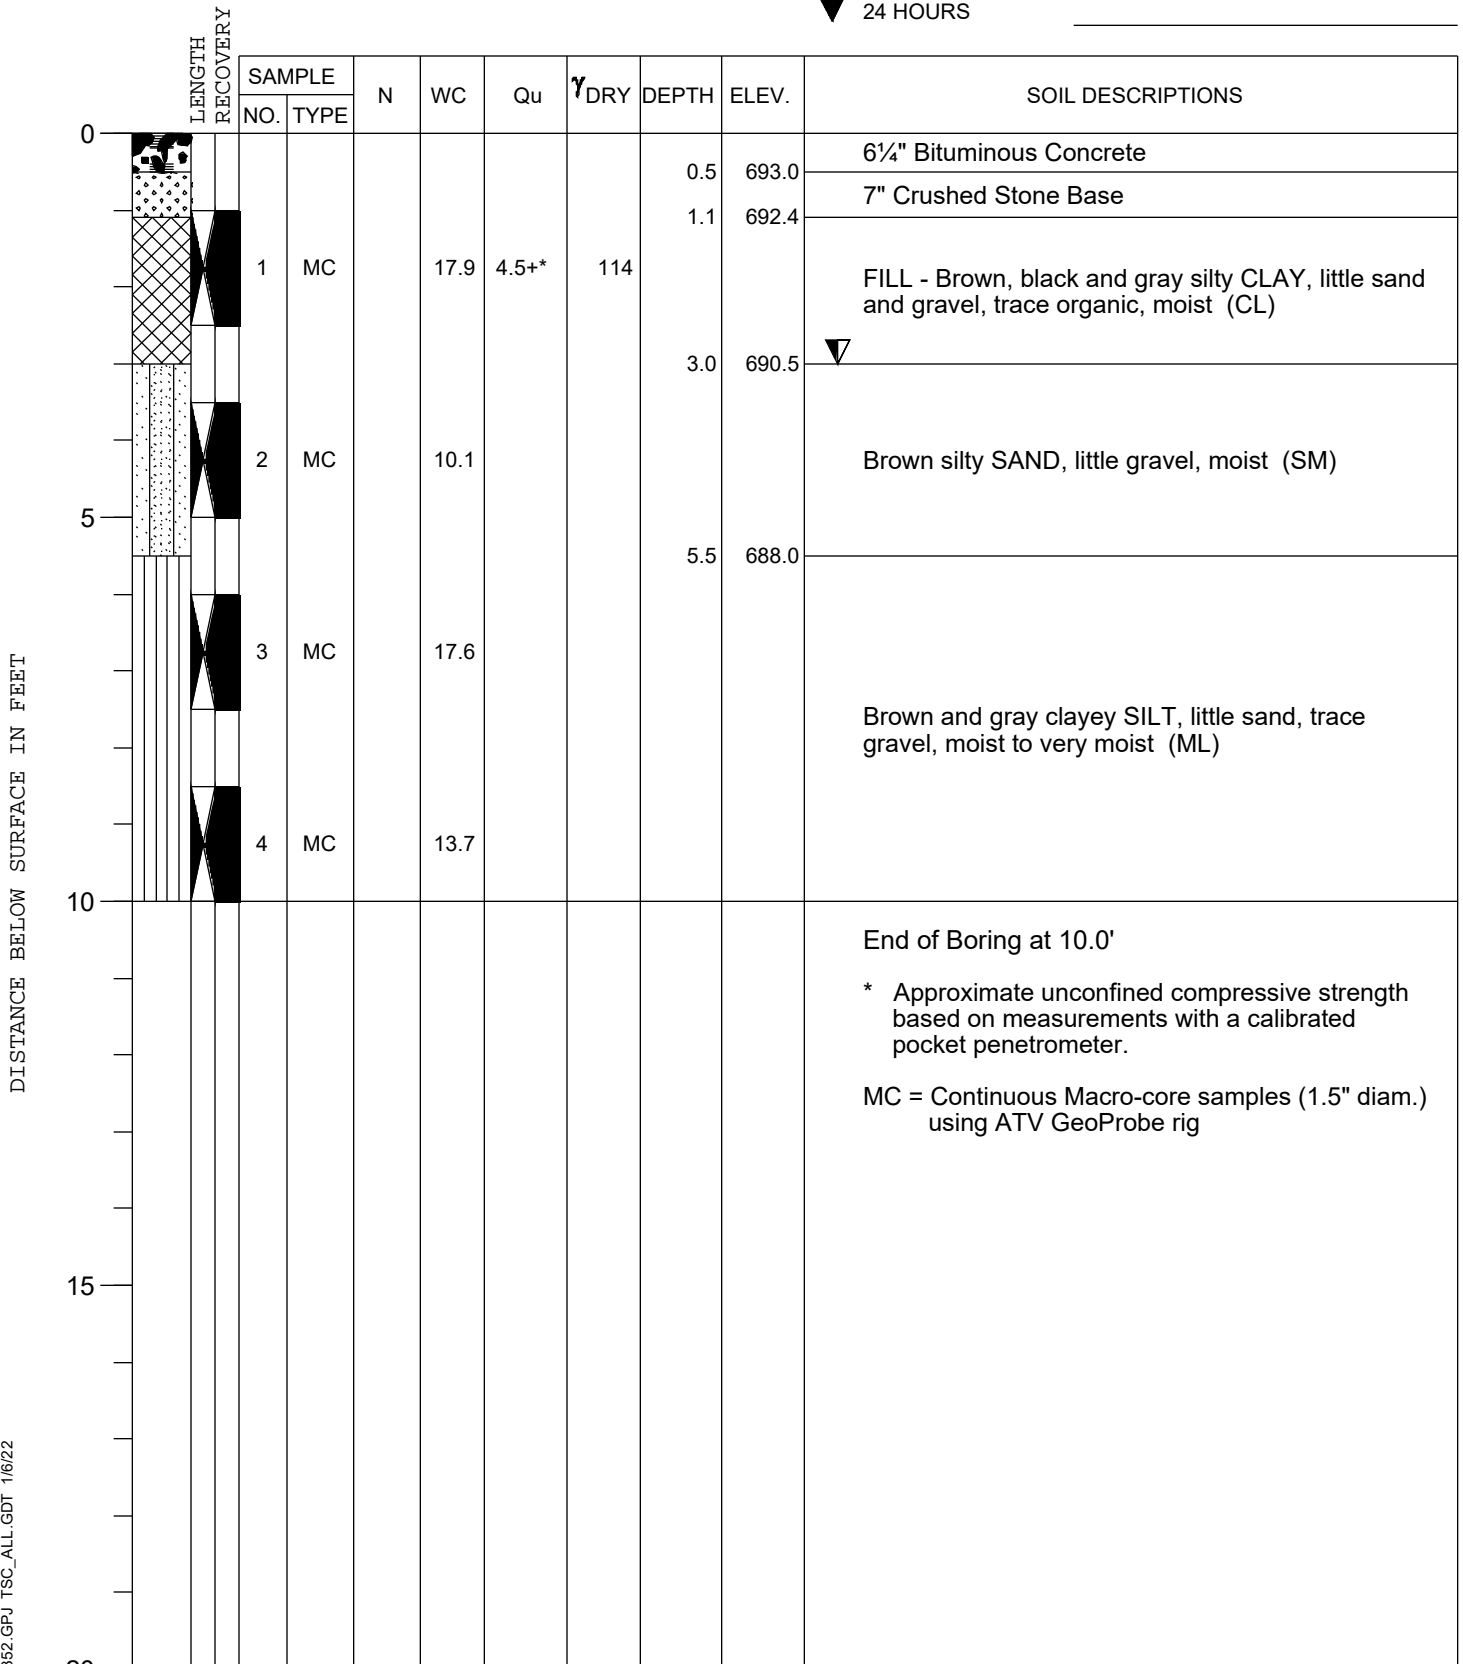 24 HOURS
LENGTH
RECOVERY
SAMPLE
NO. TYPE
N
WC
Qu
γDRY
DEPTH
ELEV.
SOIL DESCRIPTIONS
0
6¼" Bituminous Concrete
0.5 693.0
7" Crushed Stone Base
1.1 692.4
1 MC 17.9 4.5+* 114
FILL - Brown, black and gray silty CLAY, little sand
and gravel, trace organic, moist (CL)
3.0 690.5
2 MC 10.1
Brown silty SAND, little gravel, moist (SM)
5
5.5 688.0
3 MC 17.6
Brown and gray clayey SILT, little sand, trace
gravel, moist to very moist (ML)
4 MC 13.7
10
End of Boring at 10.0'
* Approximate unconfined compressive strength
based on measurements with a calibrated
pocket penetrometer.
MC = Continuous Macro-core samples (1.5" diam.)
using ATV GeoProbe rig
15
DISTANCE BELOW SURFACE IN FEET
352.GPJ TSC_ALL.GDT 1/6/22